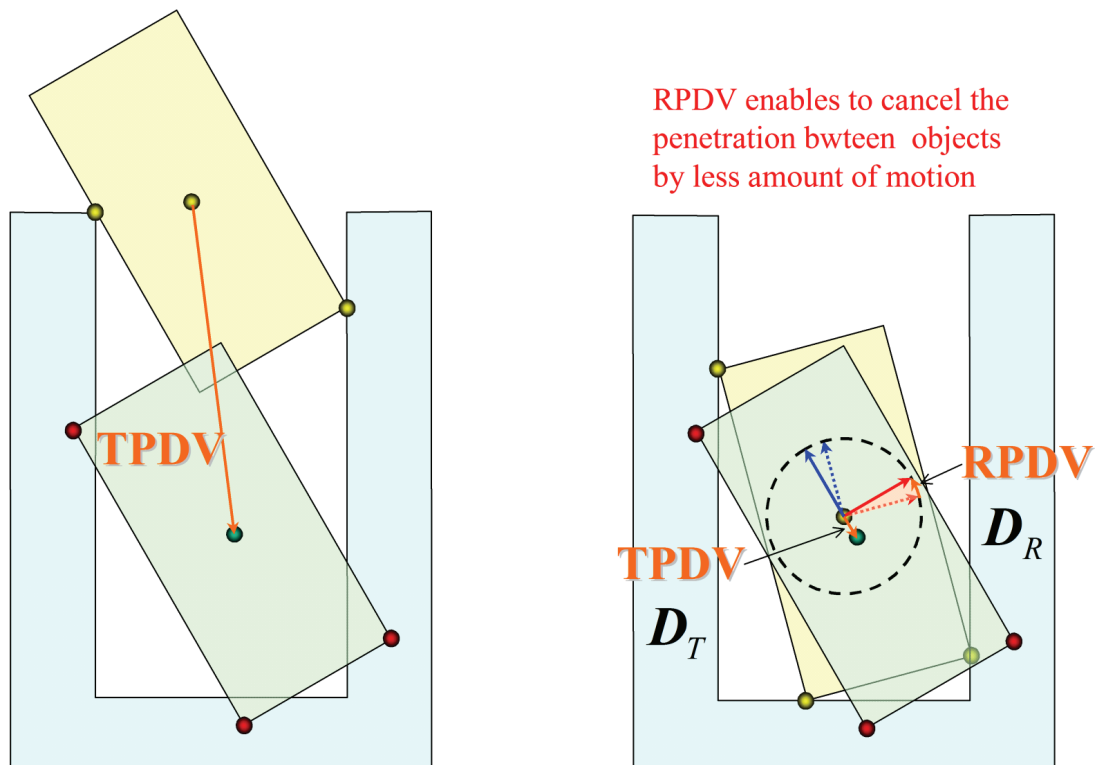 RPDV enables to cancel the
penetration bwteen objects
by less amount of motion
TPDV
RPDV
D_R
TPDV
D_T